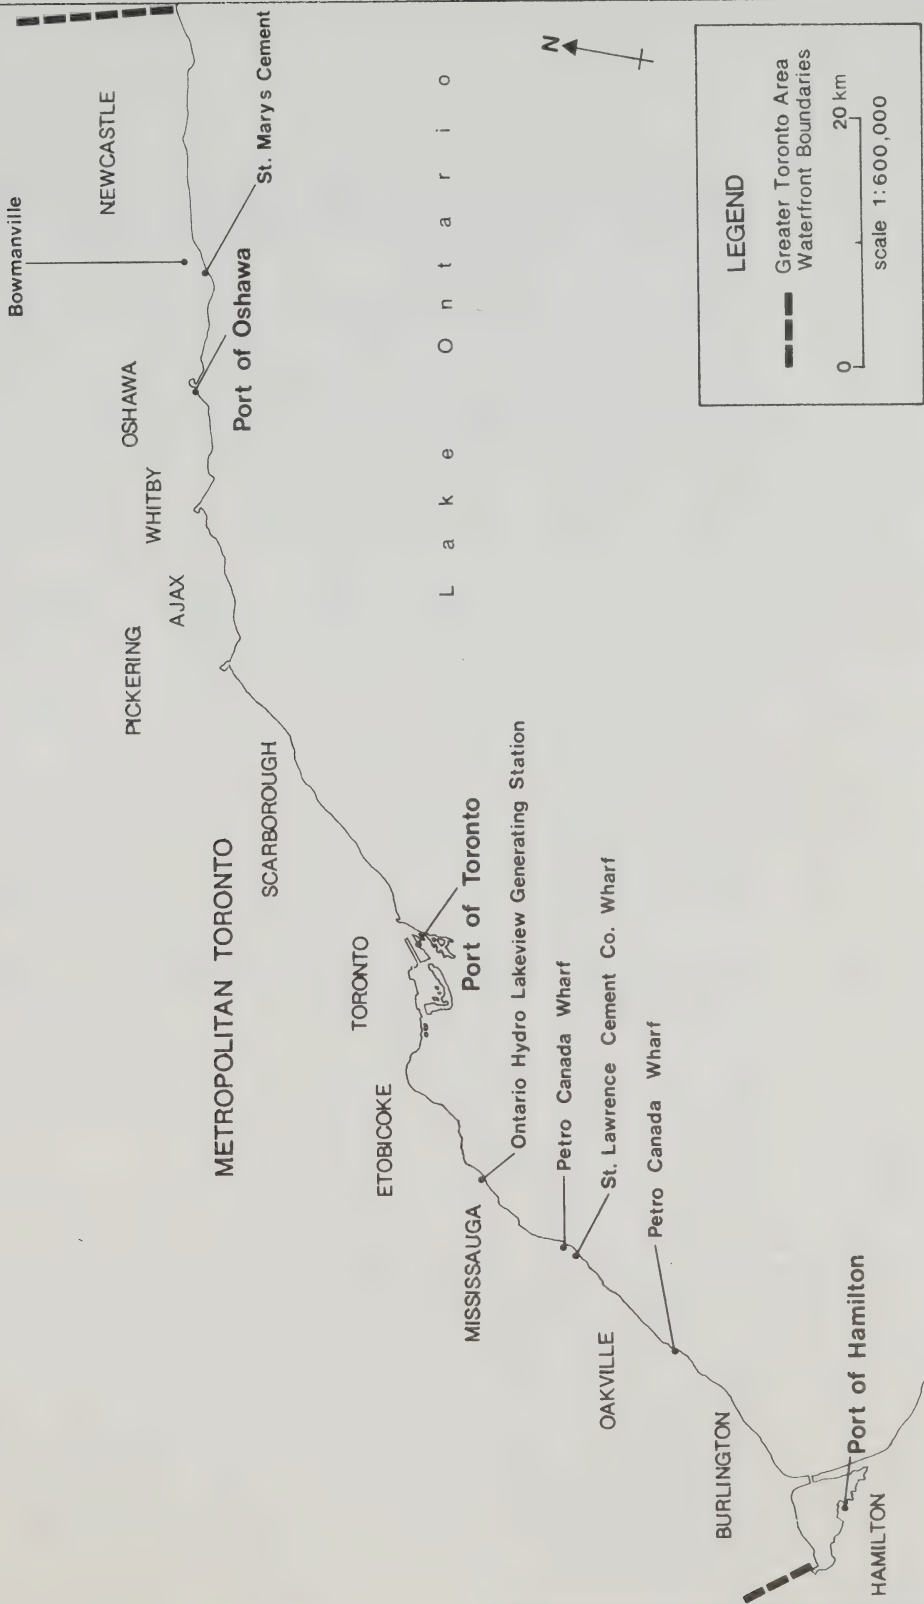 Bowmanville
NEWCASTLE
St. Marys Cement
OSHAWA
Port of Oshawa
WHITBY
AJAX
PICKERING
SCARBOROUGH
METROPOLITAN TORONTO
TORONTO
Port of Toronto
ETOBICOKE
Ontario Hydro Lakeview Generating Station
MISSISSAUGA
Petro Canada Wharf
St. Lawrence Cement Co. Wharf
Petro Canada Wharf
OAKVILLE
BURLINGTON
Port of Hamilton
HAMILTON
Lake Ontario
N
LEGEND
Greater Toronto Area
Waterfront Boundaries
0 20 km
scale 1:600,000